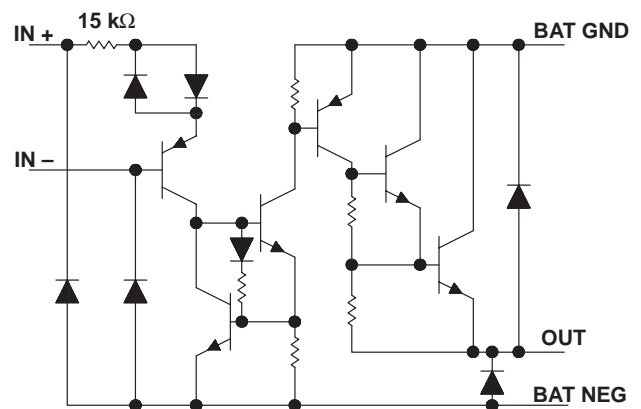 15 kΩ
IN +
BAT GND
IN –
OUT
BAT NEG